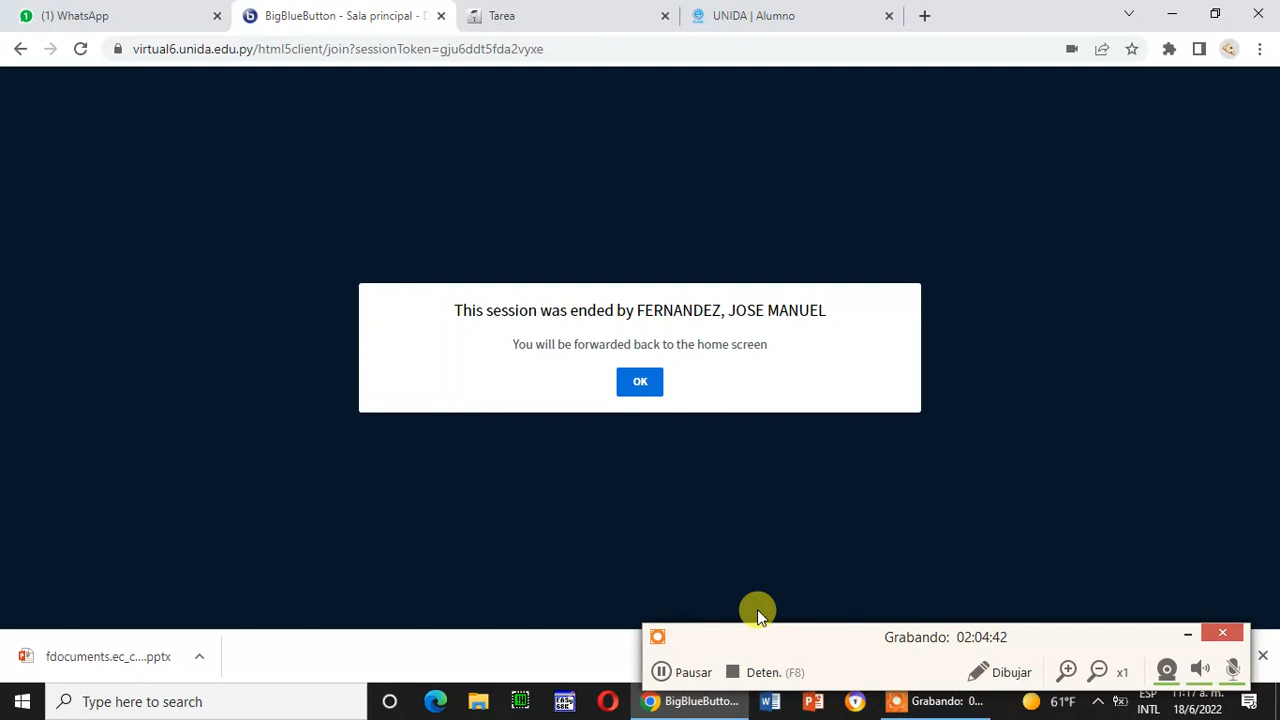 (1) WhatsApp
BigBlueButton - Sala principal - D
Tarea
UNIDA | Alumno
virtual6.unida.edu.py/html5client/join?sessionToken=gju6ddt5fda2vyxe
This session was ended by FERNANDEZ, JOSE MANUEL
You will be forwarded back to the home screen
OK
Grabando: 02:04:42
fdocuments.ec_c....pptx
Pausar
Deten. (F8)
Dibujar
x1
Type here to search
BigBlueButto...
Grabando: 0...
61°F
ESP
INTL
11:17 a. m.
18/6/2022